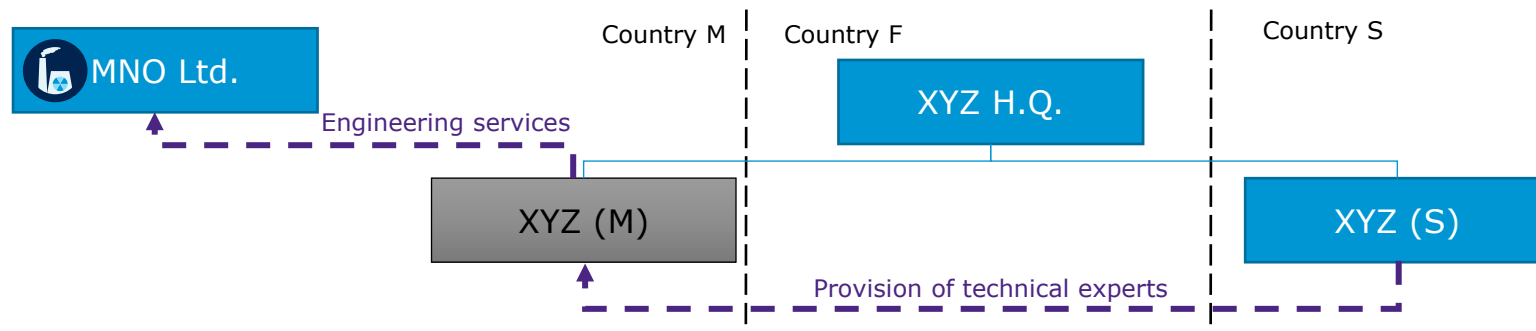 Country M
Country F
Country S
MNO Ltd.
XYZ H.Q.
Engineering services
XYZ (M)
XYZ (S)
Provision of technical experts